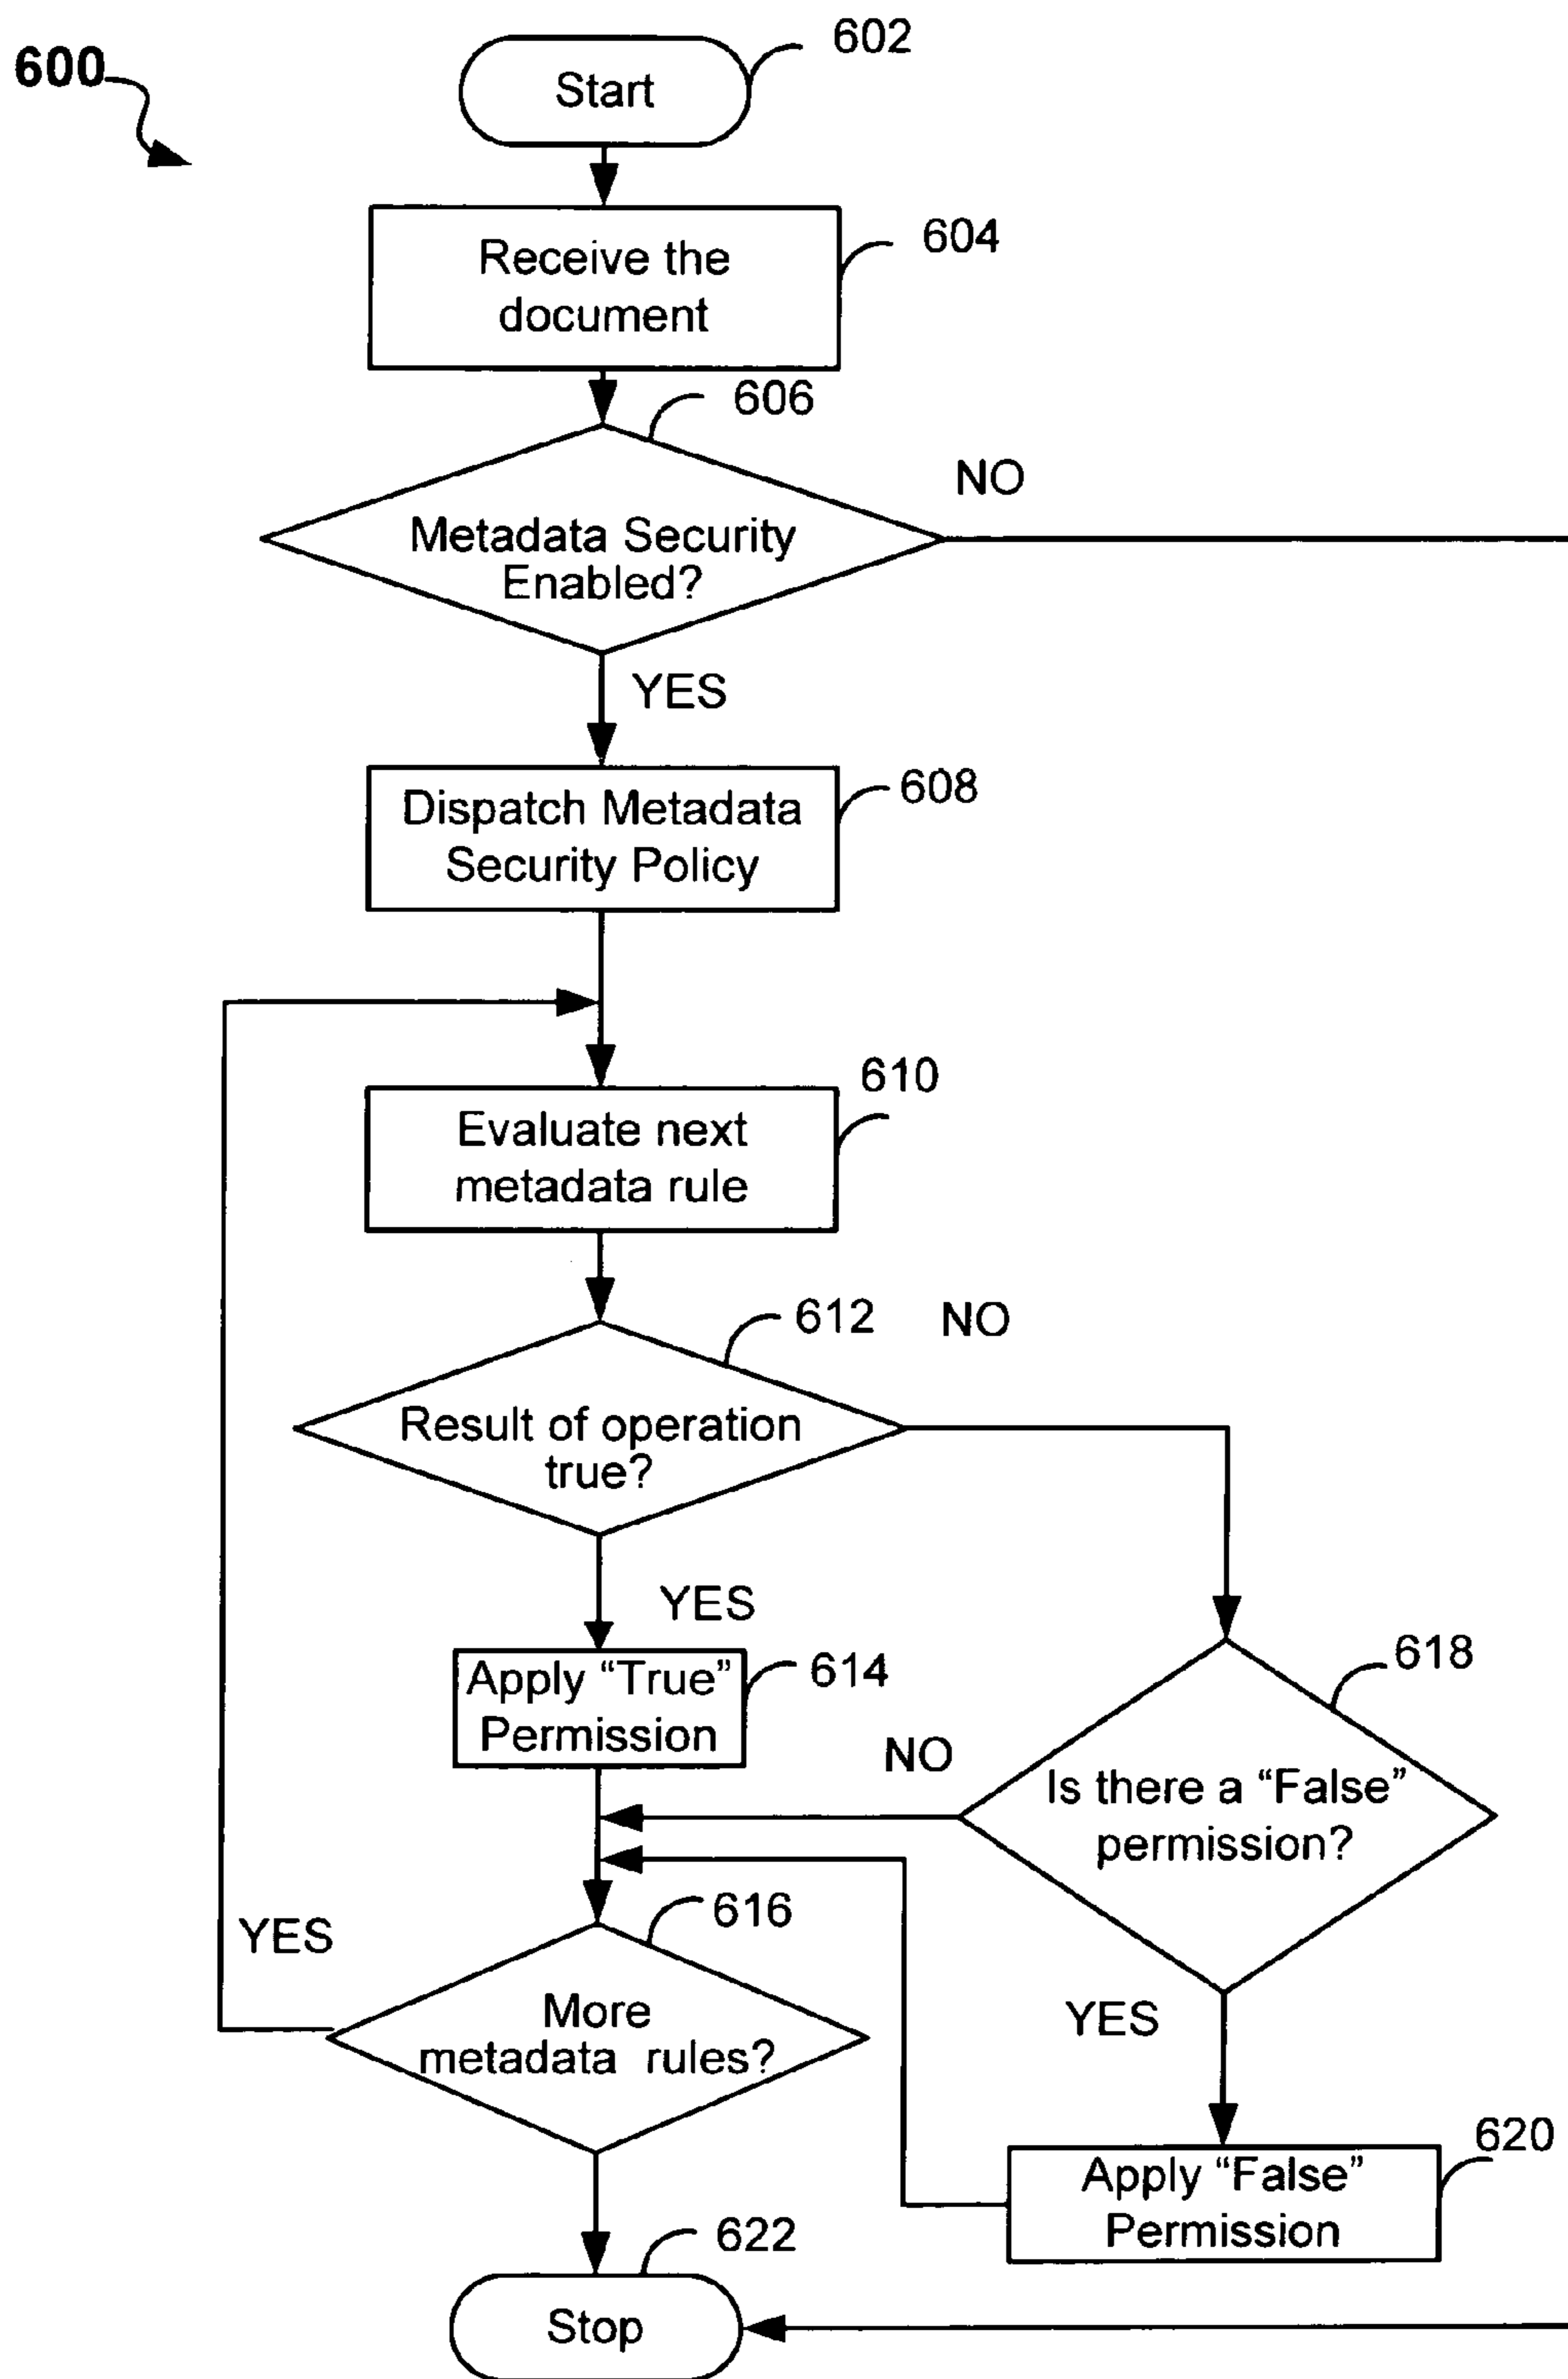 600
602
Start
604
Receive the
document
606
NO
Metadata Security
Enabled?
YES
608
Dispatch Metadata
Security Policy
610
Evaluate next
metadata rule
612
NO
Result of operation
true?
YES
614
Apply “True”
Permission
618
NO
Is there a “False”
permission?
616
YES
More
metadata rules?
YES
620
Apply “False”
Permission
622
Stop